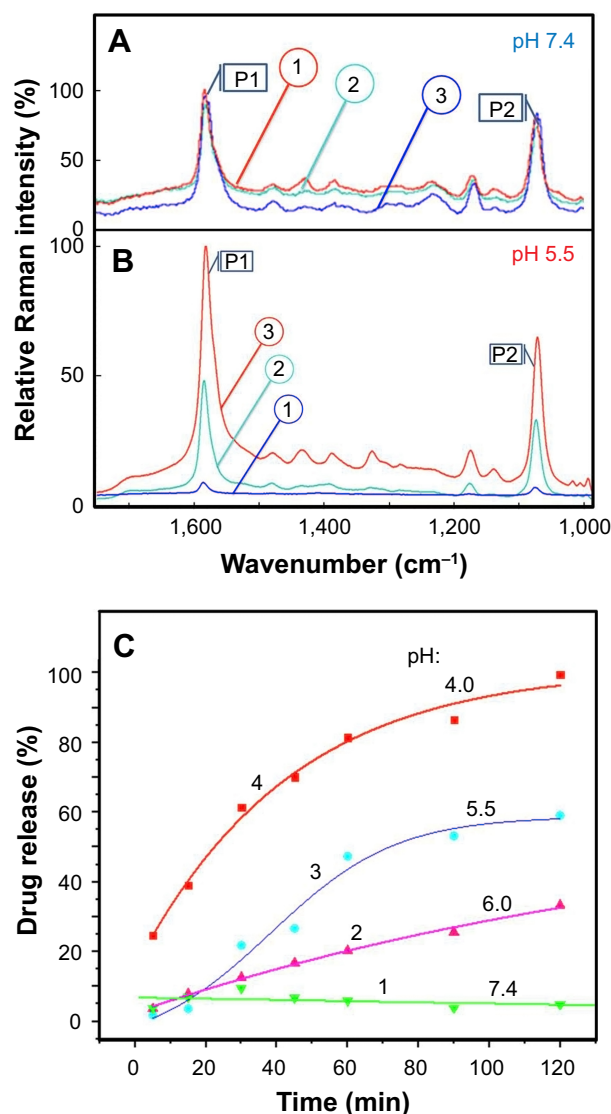 A
pH 7.4
P1
1
2
3
P2
100
50
0
B
pH 5.5
P1
3
2
1
P2
100
50
0
Relative Raman intensity (%)
1,600 1,400 1,200 1,000
Wavenumber (cm⁻¹)
C
pH:
4.0
4
5.5
3
6.0
2
1
7.4
100
80
60
40
20
0
Drug release (%)
0 20 40 60 80 100 120
Time (min)